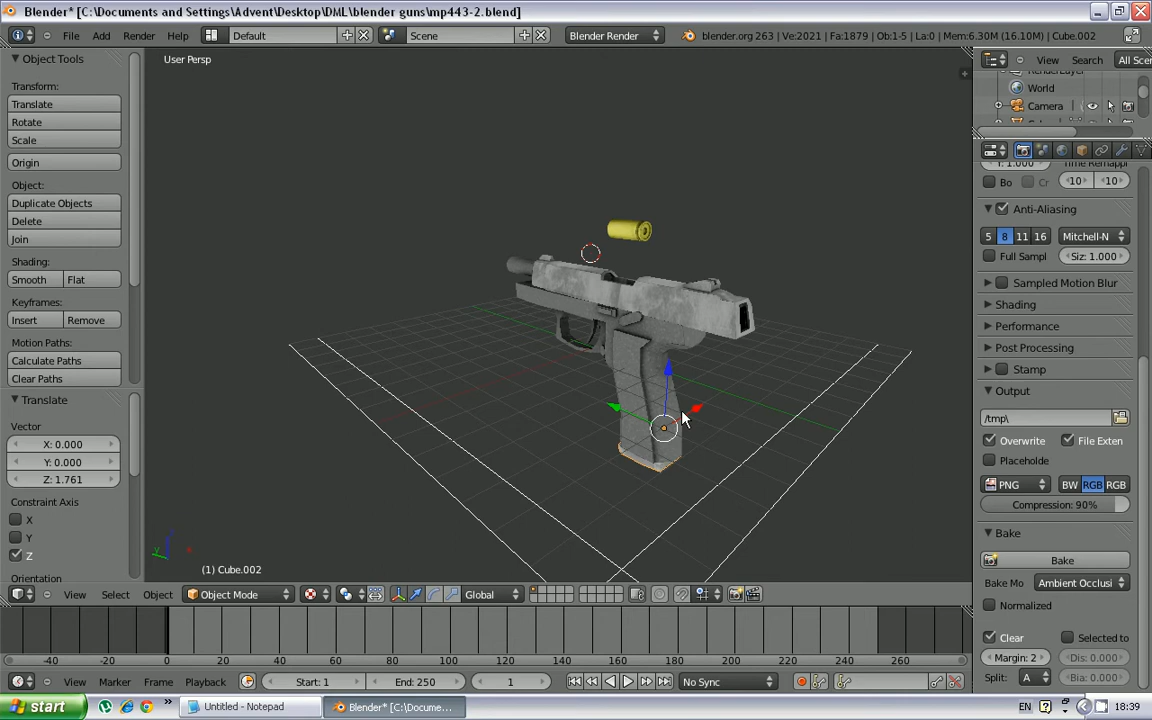 Blender* [C:\Documents and Settings\Advent\Desktop\DML\blender guns\mp443-2.blend]
File Add Render Help Default Scene Blender Render blender.org 263 | Ve:2021 | Fa:1879 | Ob:1-5 | La:0 | Mem:6.30M (16.10M) | Cube.002
Object Tools
Transform:
Translate
Rotate
Scale
Origin
Object:
Duplicate Objects
Delete
Join
Shading:
Smooth Flat
Keyframes:
Insert Remove
Motion Paths:
Calculate Paths
Clear Paths
Translate
Vector
X: 0.000
Y: 0.000
Z: 1.761
Constraint Axis
X
Y
Z
Orientation
User Persp
(1) Cube.002
View Select Object Object Mode Global
View Search All Sce
World
Camera
Bo Cr 10 10
Anti-Aliasing
5 8 11 16 Mitchell-N
Full Sampl Siz: 1.000
Sampled Motion Blur
Shading
Performance
Post Processing
Stamp
Output
/tmp\
Overwrite File Exten
Placeholde
PNG BW RGB RGB
Compression: 90%
Bake
Bake
Bake Mo Ambient Occlusi
Normalized
Clear Selected to
Margin: 2 Dis: 0.000
Split: A Bia: 0.000
-40 -20 0 20 40 60 80 100 120 140 160 180 200 220 240 260
View Marker Frame Playback Start: 1 End: 250 1 No Sync
start Untitled - Notepad Blender* [C:\Docume... EN 18:39